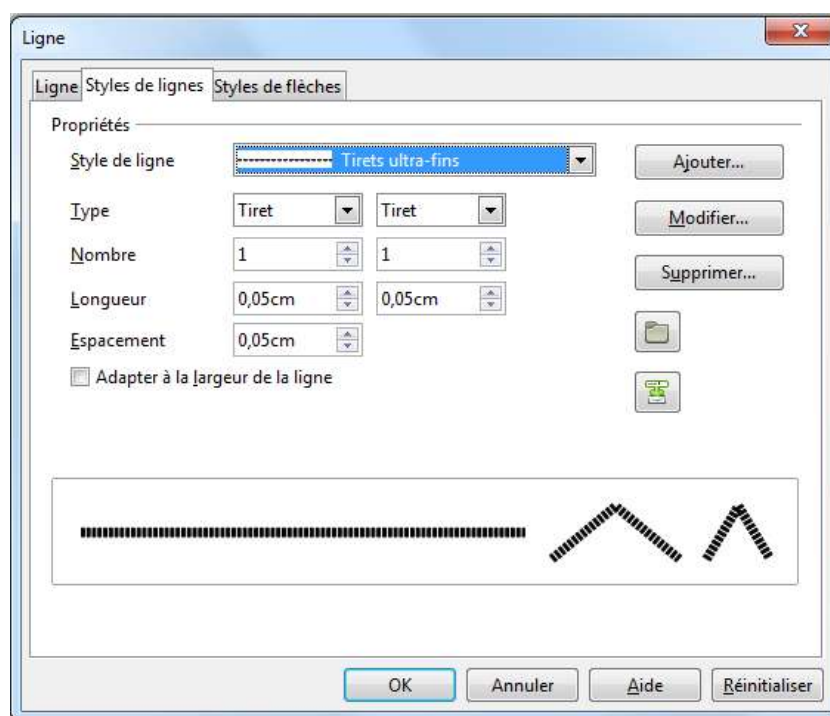 Ligne
Ligne Styles de lignes Styles de flèches
Propriétés
Style de ligne Tirets ultra-fins Ajouter...
Type Tiret Tiret Modifier...
Nombre 1 1
Supprimer...
Longueur 0,05cm 0,05cm
Espacement 0,05cm
Adapter à la largeur de la ligne
OK Annuler Aide Réinitialiser